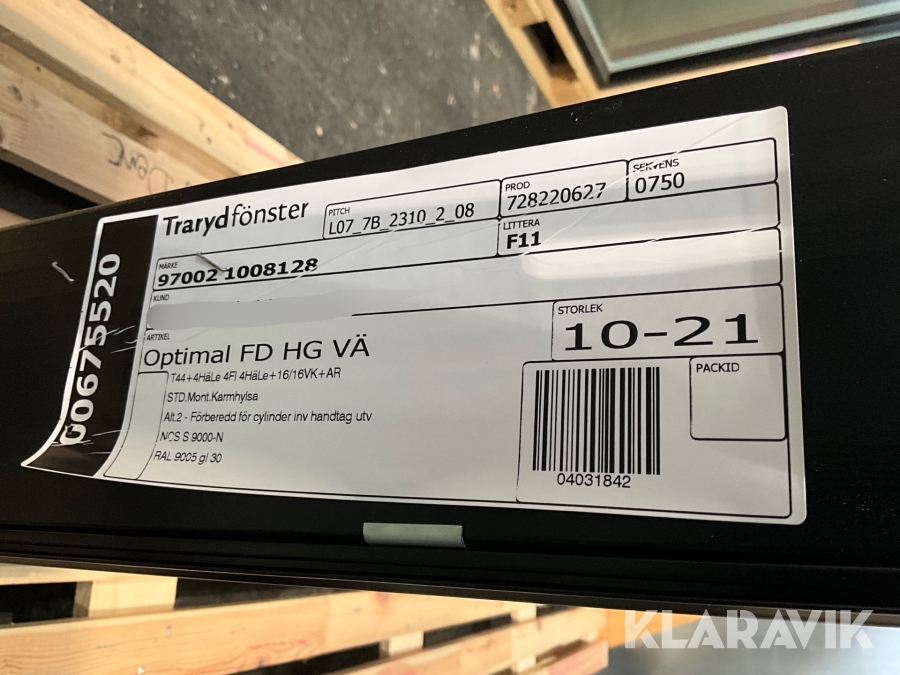 00675520
Trarydfönster
PITCH
L07_7B_2310_2_08
PROD
728220627
SEKVENS
0750
MÄRKE
97002 1008128
LITTERA
F11
KUND
ARTIKEL
Optimal FD HG VÄ
T44+4HäLe 4Fl 4HäLe+16/16VK+AR
STD.Mont.Karmhylsa
Alt.2 - Förberedd för cylinder inv handtag utv
NCS S 9000-N
RAL 9005 gl 30
STORLEK
10-21
PACKID
04031842
KLARAVIK